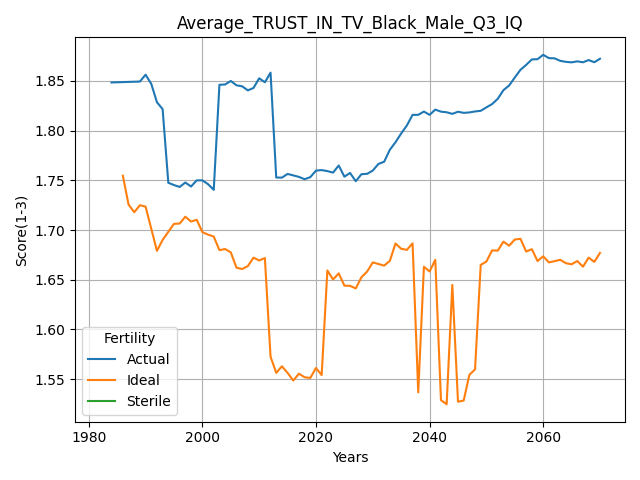 Average_TRUST_IN_TV_Black_Male_Q3_IQ
Score(1-3)
1.85
1.80
1.75
1.70
1.65
1.60
1.55
Fertility
Actual
Ideal
Sterile
1980
2000
2020
2040
2060
Years